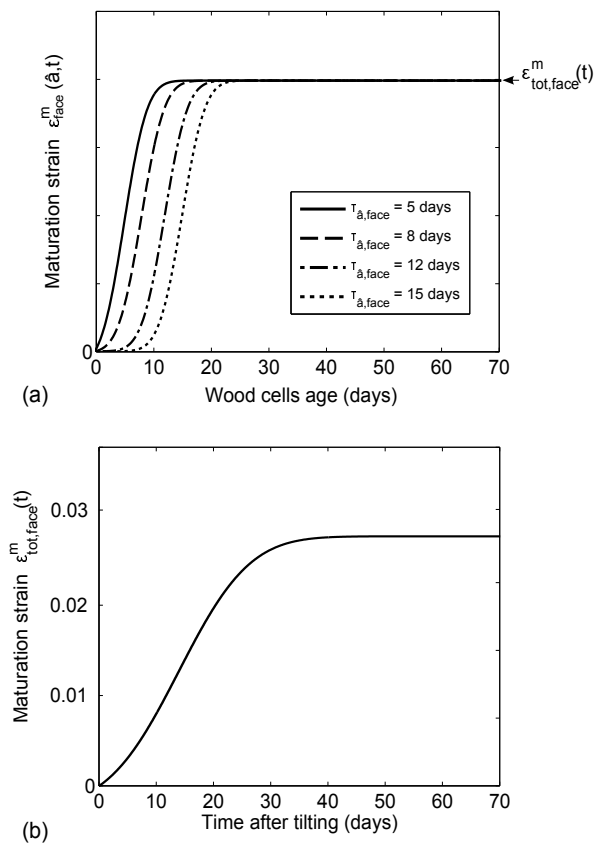 Maturation strain ε^m_face (â,t)
ε^m_tot,face(t)
τ_â,face = 5 days
τ_â,face = 8 days
τ_â,face = 12 days
τ_â,face = 15 days
0
0 10 20 30 40 50 60 70
Wood cells age (days)
(a)
Maturation strain ε^m_tot,face(t)
0.03
0.02
0.01
0
0 10 20 30 40 50 60 70
Time after tilting (days)
(b)